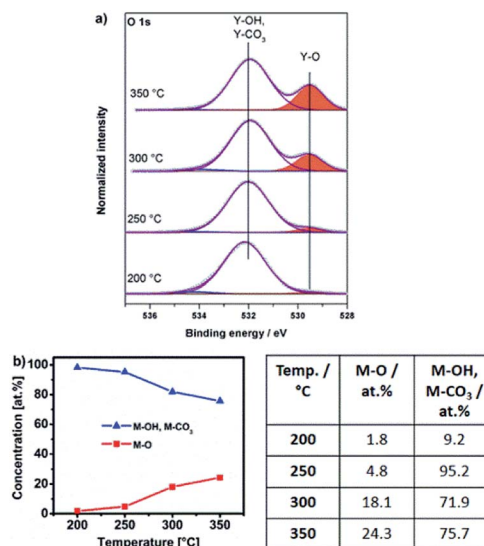 a)
O 1s
Y-OH,
Y-CO3
Y-O
350 °C
300 °C
250 °C
200 °C
Normalized intensity
536 534 532 530 528
Binding energy / eV
b)
Concentration [at.%]
100
80
60
40
20
0
M-OH, M-CO3
M-O
200 250 300 350
Temperature [°C]
Temp. / °C M-O / at.% M-OH, M-CO3 / at.%
200 1.8 9.2
250 4.8 95.2
300 18.1 71.9
350 24.3 75.7